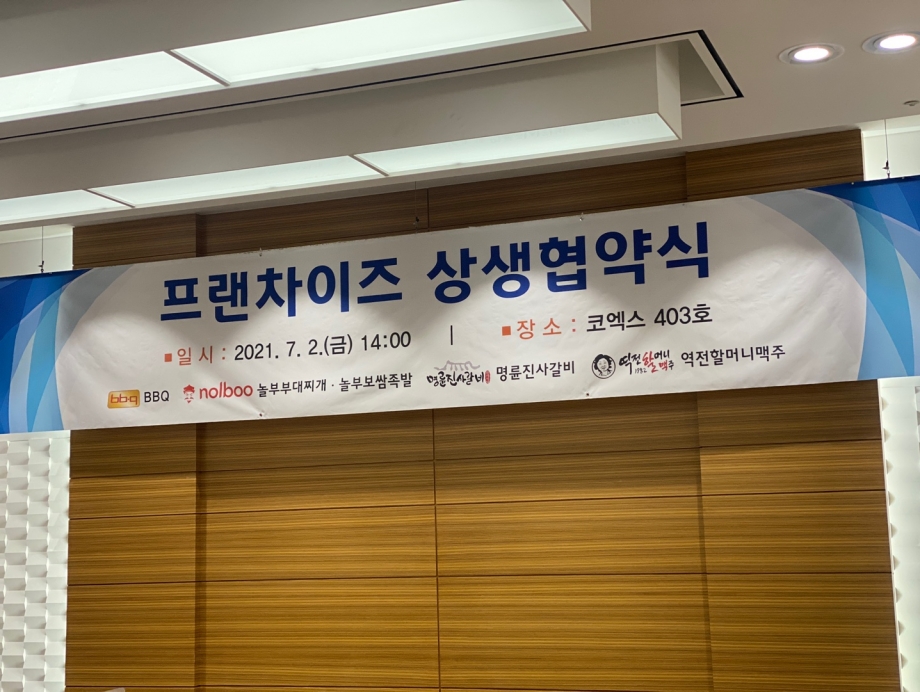 프랜차이즈 상생협약식
■ 일 시 : 2021. 7. 2.(금) 14:00 | ■ 장 소 : 코엑스 403호
bb.q BBQ nolboo 놀부부대찌개 · 놀부보쌈족발 명륜진사갈비 명륜진사갈비 역전할머니맥주 1982 역전할머니맥주